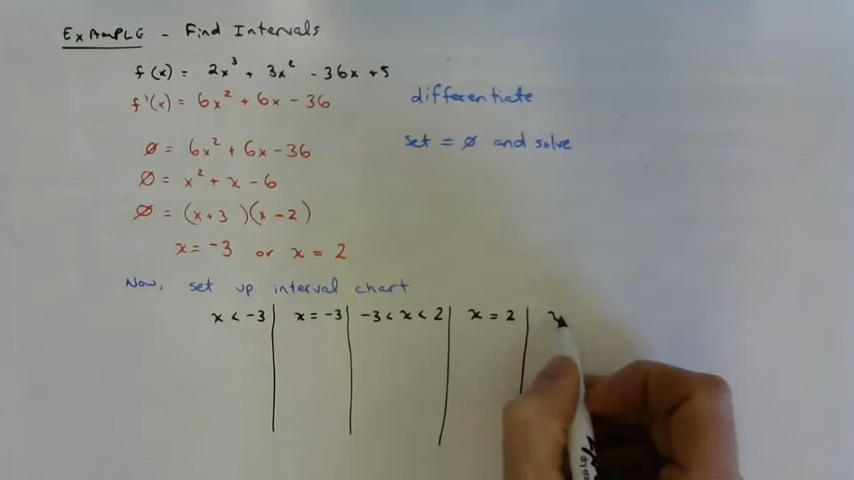 ExAmPLE - Find Intervals
f(x) = 2x³ + 3x² - 36x + 5
f'(x) = 6x² + 6x - 36
differentiate
∅ = 6x² + 6x - 36
set = ∅ and solve
∅ = x² + x - 6
∅ = (x+3)(x-2)
x = -3 or x = 2
Now, set up interval chart
x < -3 | x = -3 | -3 < x < 2 | x = 2 |